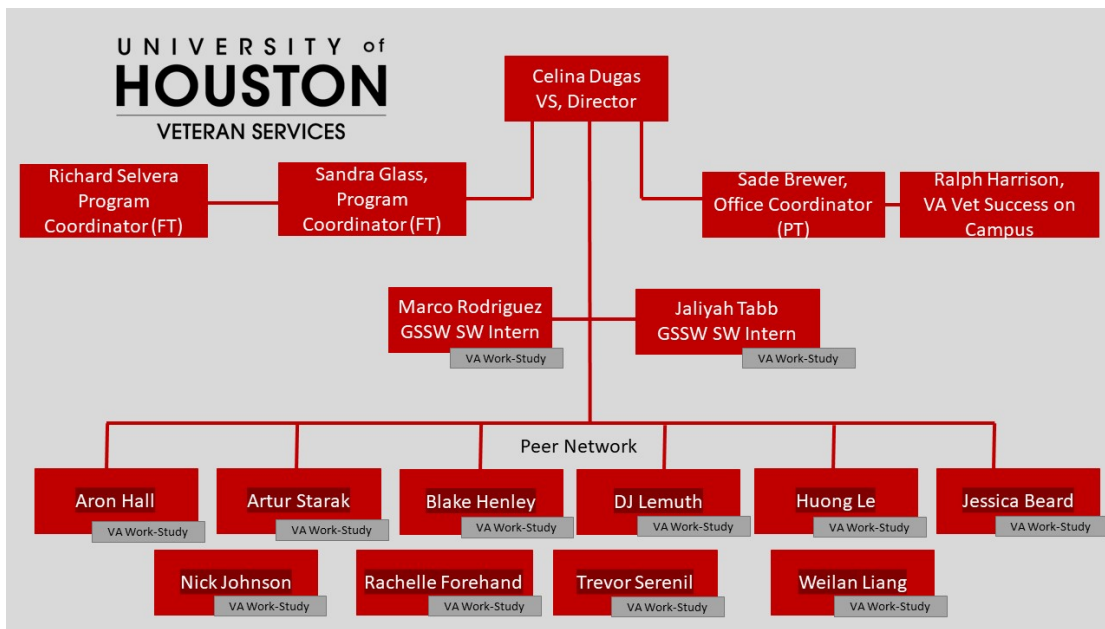 UNIVERSITY of
HOUSTON
VETERAN SERVICES
Celina Dugas
VS, Director
Richard Selvera
Program
Coordinator (FT)
Sandra Glass,
Program
Coordinator (FT)
Sade Brewer,
Office Coordinator
(PT)
Ralph Harrison,
VA Vet Success on
Campus
Marco Rodriguez
GSSW SW Intern
VA Work-Study
Jaliyah Tabb
GSSW SW Intern
VA Work-Study
Peer Network
Aron Hall
VA Work-Study
Artur Starak
VA Work-Study
Blake Henley
VA Work-Study
DJ Lemuth
VA Work-Study
Huong Le
VA Work-Study
Jessica Beard
VA Work-Study
Nick Johnson
VA Work-Study
Rachelle Forehand
VA Work-Study
Trevor Serenil
VA Work-Study
Weilan Liang
VA Work-Study